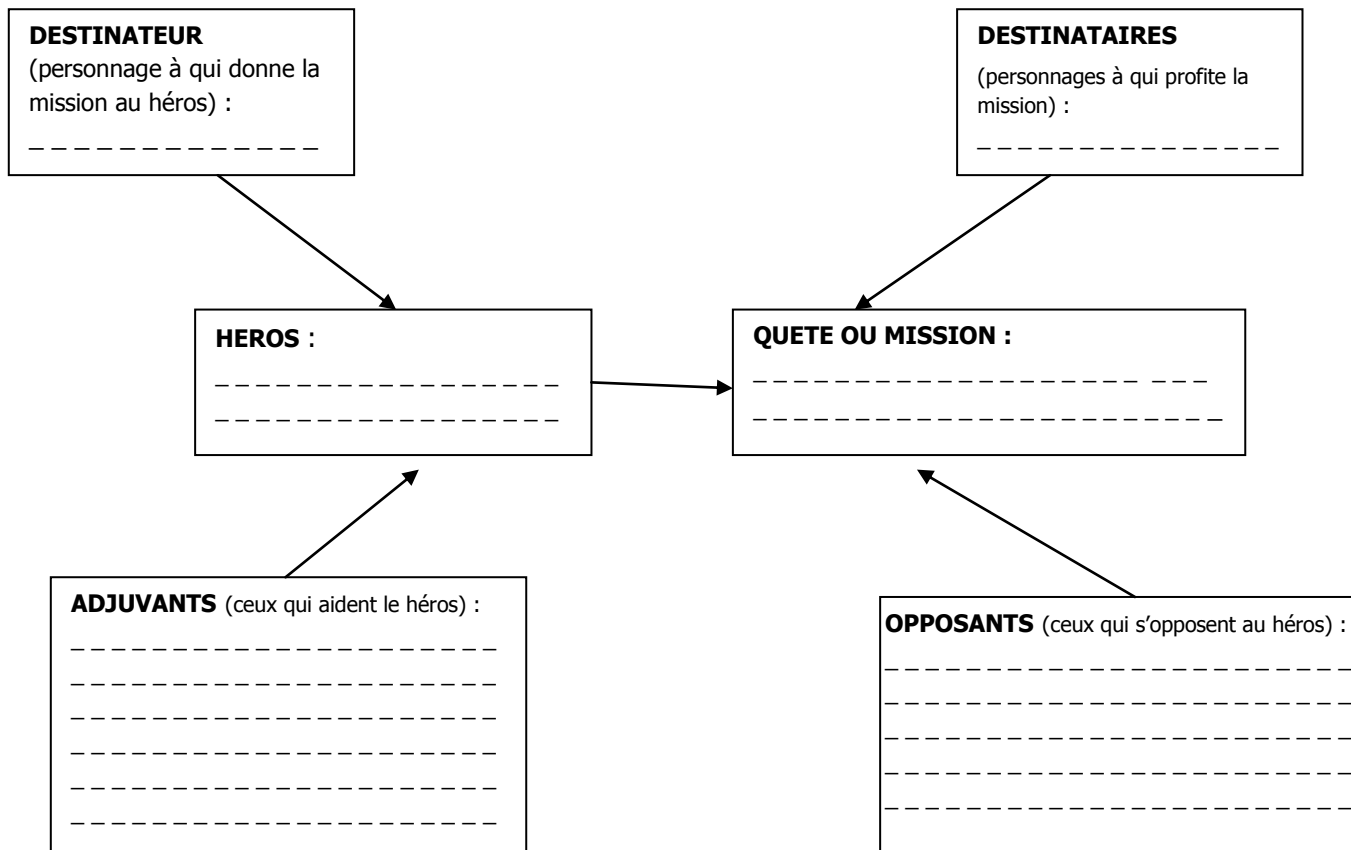 DESTINATEUR
(personnage à qui donne la
mission au héros) :
_ _ _ _ _ _ _ _ _ _ _ _ _
DESTINATAIRES
(personnages à qui profite la
mission) :
_ _ _ _ _ _ _ _ _ _ _ _ _ _ _
HEROS :
_ _ _ _ _ _ _ _ _ _ _ _ _ _ _ _ _
_ _ _ _ _ _ _ _ _ _ _ _ _ _ _ _ _
QUETE OU MISSION :
_ _ _ _ _ _ _ _ _ _ _ _ _ _ _ _ _ _ _ _ _ _
_ _ _ _ _ _ _ _ _ _ _ _ _ _ _ _ _ _ _ _ _ _ _
ADJUVANTS (ceux qui aident le héros) :
_ _ _ _ _ _ _ _ _ _ _ _ _ _ _ _ _ _ _ _ _
_ _ _ _ _ _ _ _ _ _ _ _ _ _ _ _ _ _ _ _ _
_ _ _ _ _ _ _ _ _ _ _ _ _ _ _ _ _ _ _ _ _
_ _ _ _ _ _ _ _ _ _ _ _ _ _ _ _ _ _ _ _ _
_ _ _ _ _ _ _ _ _ _ _ _ _ _ _ _ _ _ _ _ _
_ _ _ _ _ _ _ _ _ _ _ _ _ _ _ _ _ _ _ _ _
OPPOSANTS (ceux qui s’opposent au héros) :
_ _ _ _ _ _ _ _ _ _ _ _ _ _ _ _ _ _ _ _ _ _ _
_ _ _ _ _ _ _ _ _ _ _ _ _ _ _ _ _ _ _ _ _ _ _
_ _ _ _ _ _ _ _ _ _ _ _ _ _ _ _ _ _ _ _ _ _ _
_ _ _ _ _ _ _ _ _ _ _ _ _ _ _ _ _ _ _ _ _ _ _
_ _ _ _ _ _ _ _ _ _ _ _ _ _ _ _ _ _ _ _ _ _ _